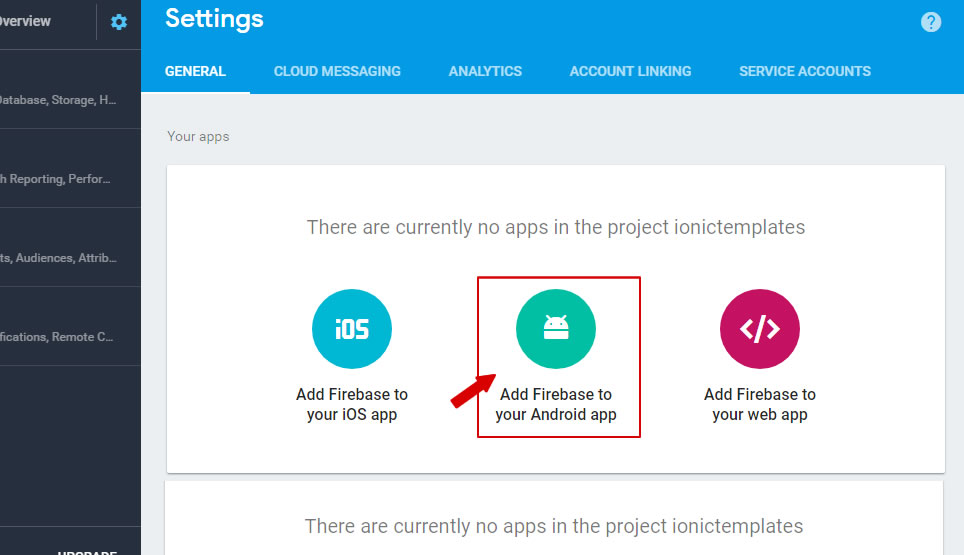 Overview
Settings
GENERAL CLOUD MESSAGING ANALYTICS ACCOUNT LINKING SERVICE ACCOUNTS
Database, Storage, H...
h Reporting, Perfor...
ts, Audiences, Attrib...
fications, Remote C...
UPGRADE
Your apps
There are currently no apps in the project ionictemplates
iOS
</>
Add Firebase to
your iOS app
Add Firebase to
your Android app
Add Firebase to
your web app
There are currently no apps in the project ionictemplates